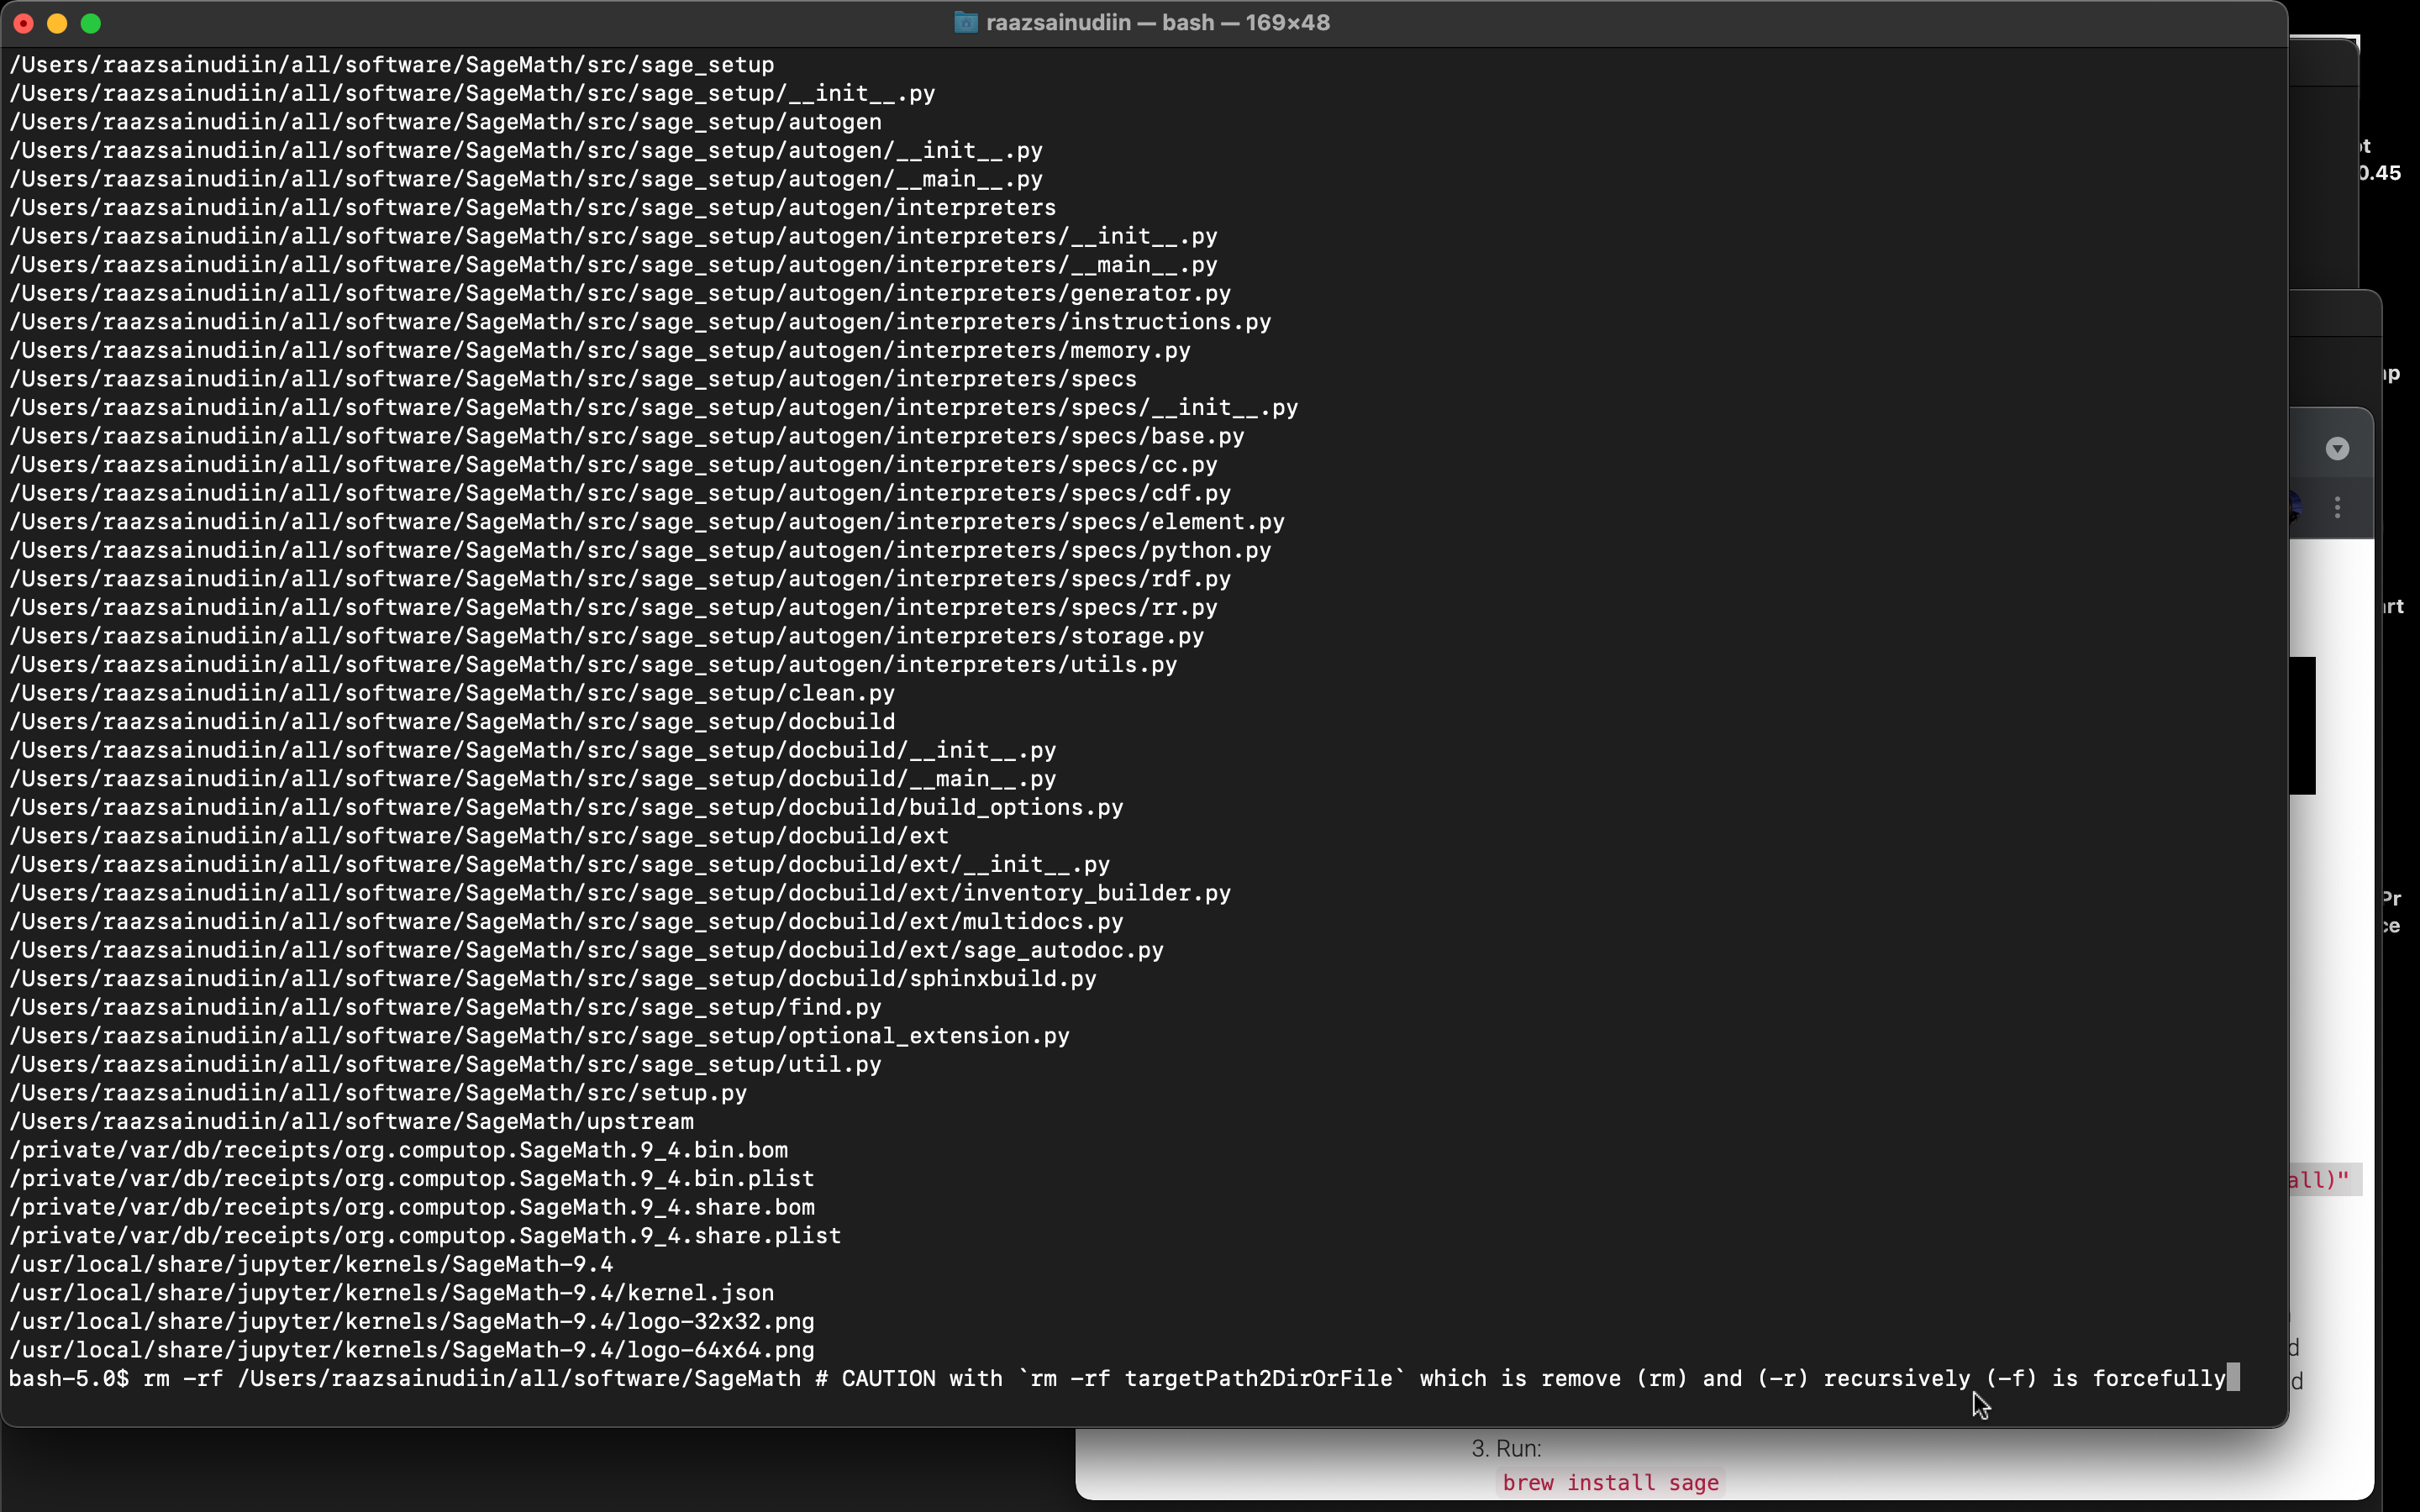 raazsainudiin — bash — 169×48
/Users/raazsainudiin/all/software/SageMath/src/sage_setup
/Users/raazsainudiin/all/software/SageMath/src/sage_setup/__init__.py
/Users/raazsainudiin/all/software/SageMath/src/sage_setup/autogen
/Users/raazsainudiin/all/software/SageMath/src/sage_setup/autogen/__init__.py
/Users/raazsainudiin/all/software/SageMath/src/sage_setup/autogen/__main__.py
/Users/raazsainudiin/all/software/SageMath/src/sage_setup/autogen/interpreters
/Users/raazsainudiin/all/software/SageMath/src/sage_setup/autogen/interpreters/__init__.py
/Users/raazsainudiin/all/software/SageMath/src/sage_setup/autogen/interpreters/__main__.py
/Users/raazsainudiin/all/software/SageMath/src/sage_setup/autogen/interpreters/generator.py
/Users/raazsainudiin/all/software/SageMath/src/sage_setup/autogen/interpreters/instructions.py
/Users/raazsainudiin/all/software/SageMath/src/sage_setup/autogen/interpreters/memory.py
/Users/raazsainudiin/all/software/SageMath/src/sage_setup/autogen/interpreters/specs
/Users/raazsainudiin/all/software/SageMath/src/sage_setup/autogen/interpreters/specs/__init__.py
/Users/raazsainudiin/all/software/SageMath/src/sage_setup/autogen/interpreters/specs/base.py
/Users/raazsainudiin/all/software/SageMath/src/sage_setup/autogen/interpreters/specs/cc.py
/Users/raazsainudiin/all/software/SageMath/src/sage_setup/autogen/interpreters/specs/cdf.py
/Users/raazsainudiin/all/software/SageMath/src/sage_setup/autogen/interpreters/specs/element.py
/Users/raazsainudiin/all/software/SageMath/src/sage_setup/autogen/interpreters/specs/python.py
/Users/raazsainudiin/all/software/SageMath/src/sage_setup/autogen/interpreters/specs/rdf.py
/Users/raazsainudiin/all/software/SageMath/src/sage_setup/autogen/interpreters/specs/rr.py
/Users/raazsainudiin/all/software/SageMath/src/sage_setup/autogen/interpreters/storage.py
/Users/raazsainudiin/all/software/SageMath/src/sage_setup/autogen/interpreters/utils.py
/Users/raazsainudiin/all/software/SageMath/src/sage_setup/clean.py
/Users/raazsainudiin/all/software/SageMath/src/sage_setup/docbuild
/Users/raazsainudiin/all/software/SageMath/src/sage_setup/docbuild/__init__.py
/Users/raazsainudiin/all/software/SageMath/src/sage_setup/docbuild/__main__.py
/Users/raazsainudiin/all/software/SageMath/src/sage_setup/docbuild/build_options.py
/Users/raazsainudiin/all/software/SageMath/src/sage_setup/docbuild/ext
/Users/raazsainudiin/all/software/SageMath/src/sage_setup/docbuild/ext/__init__.py
/Users/raazsainudiin/all/software/SageMath/src/sage_setup/docbuild/ext/inventory_builder.py
/Users/raazsainudiin/all/software/SageMath/src/sage_setup/docbuild/ext/multidocs.py
/Users/raazsainudiin/all/software/SageMath/src/sage_setup/docbuild/ext/sage_autodoc.py
/Users/raazsainudiin/all/software/SageMath/src/sage_setup/docbuild/sphinxbuild.py
/Users/raazsainudiin/all/software/SageMath/src/sage_setup/find.py
/Users/raazsainudiin/all/software/SageMath/src/sage_setup/optional_extension.py
/Users/raazsainudiin/all/software/SageMath/src/sage_setup/util.py
/Users/raazsainudiin/all/software/SageMath/src/setup.py
/Users/raazsainudiin/all/software/SageMath/upstream
/private/var/db/receipts/org.computop.SageMath.9_4.bin.bom
/private/var/db/receipts/org.computop.SageMath.9_4.bin.plist
/private/var/db/receipts/org.computop.SageMath.9_4.share.bom
/private/var/db/receipts/org.computop.SageMath.9_4.share.plist
/usr/local/share/jupyter/kernels/SageMath-9.4
/usr/local/share/jupyter/kernels/SageMath-9.4/kernel.json
/usr/local/share/jupyter/kernels/SageMath-9.4/logo-32x32.png
/usr/local/share/jupyter/kernels/SageMath-9.4/logo-64x64.png
bash-5.0$ rm -rf /Users/raazsainudiin/all/software/SageMath # CAUTION with `rm -rf targetPath2DirOrFile` which is remove (rm) and (-r) recursively (-f) is forcefully
0.45
all)"
3. Run:
brew install sage